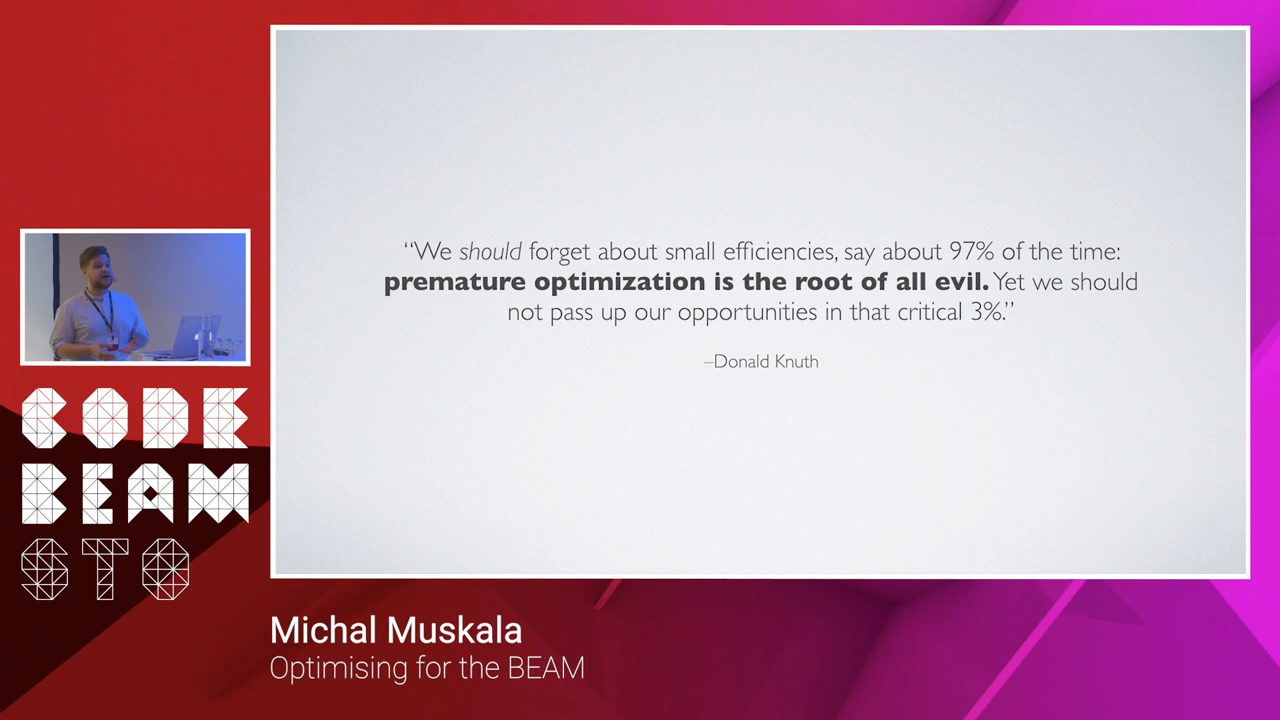 “We should forget about small efficiencies, say about 97% of the time:
premature optimization is the root of all evil. Yet we should
not pass up our opportunities in that critical 3%.”
–Donald Knuth
CODE
BEAM
STO
Michal Muskala
Optimising for the BEAM